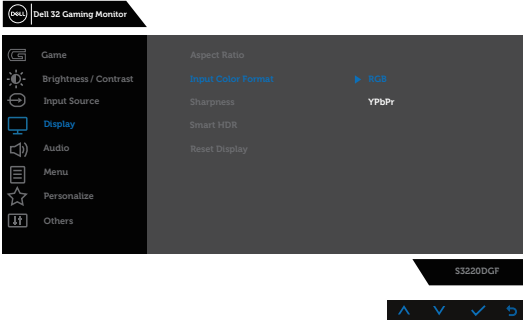 DELL Dell 32 Gaming Monitor
Game
Aspect Ratio
Brightness / Contrast
Input Color Format
RGB
Input Source
Sharpness
YPbPr
Display
Smart HDR
Audio
Reset Display
Menu
Personalize
Others
S3220DGF